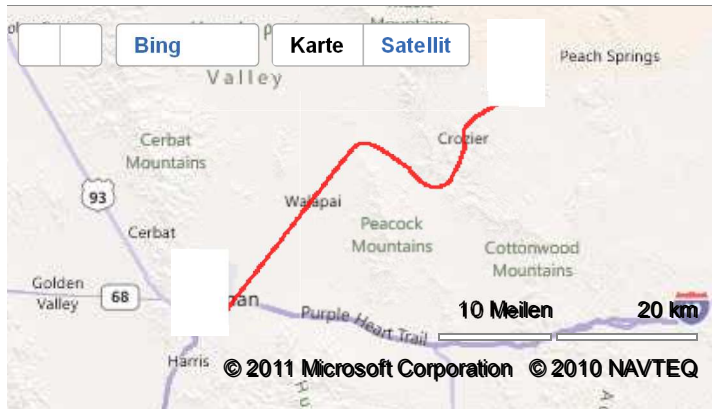 Bing
Karte
Satellit
Peach Springs
Valley
Cerbat
Mountains
Crozier
93
Walapai
Peacock
Mountains
Cerbat
Cottonwood
Mountains
Golden
Valley
68
man
10 Meilen
20 km
Purple Heart Trail
Harris
© 2011 Microsoft Corporation © 2010 NAVTEQ